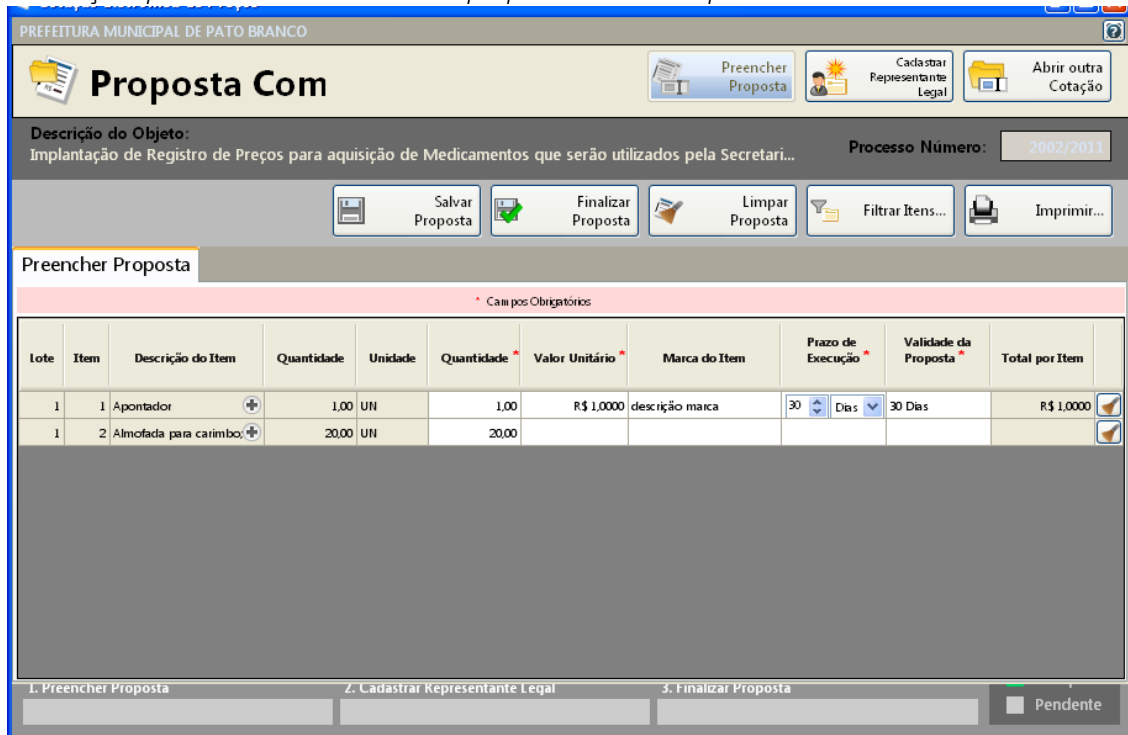 PREFEITURA MUNICIPAL DE PATO BRANCO
Proposta Com
Preencher
Proposta
Cadastrar
Representante
Legal
Abrir outra
Cotação
Descrição do Objeto:
Implantação de Registro de Preços para aquisição de Medicamentos que serão utilizados pela Secretari...
Processo Número: 2002/2011
Salvar
Proposta
Finalizar
Proposta
Limpar
Proposta
Filtrar Itens...
Imprimir...
Preencher Proposta
* Campos Obrigatórios
Lote Item Descrição do Item Quantidade Unidade Quantidade * Valor Unitário * Marca do Item Prazo de Execução * Validade da Proposta * Total por Item
1 1 Apontador 1,00 UN 1,00 R$ 1,0000 descrição marca 30 Dias 30 Dias R$ 1,0000
1 2 Almofada para carimbo; 20,00 UN 20,00
1. Preencher Proposta 2. Cadastrar Representante Legal 3. Finalizar Proposta
Pendente